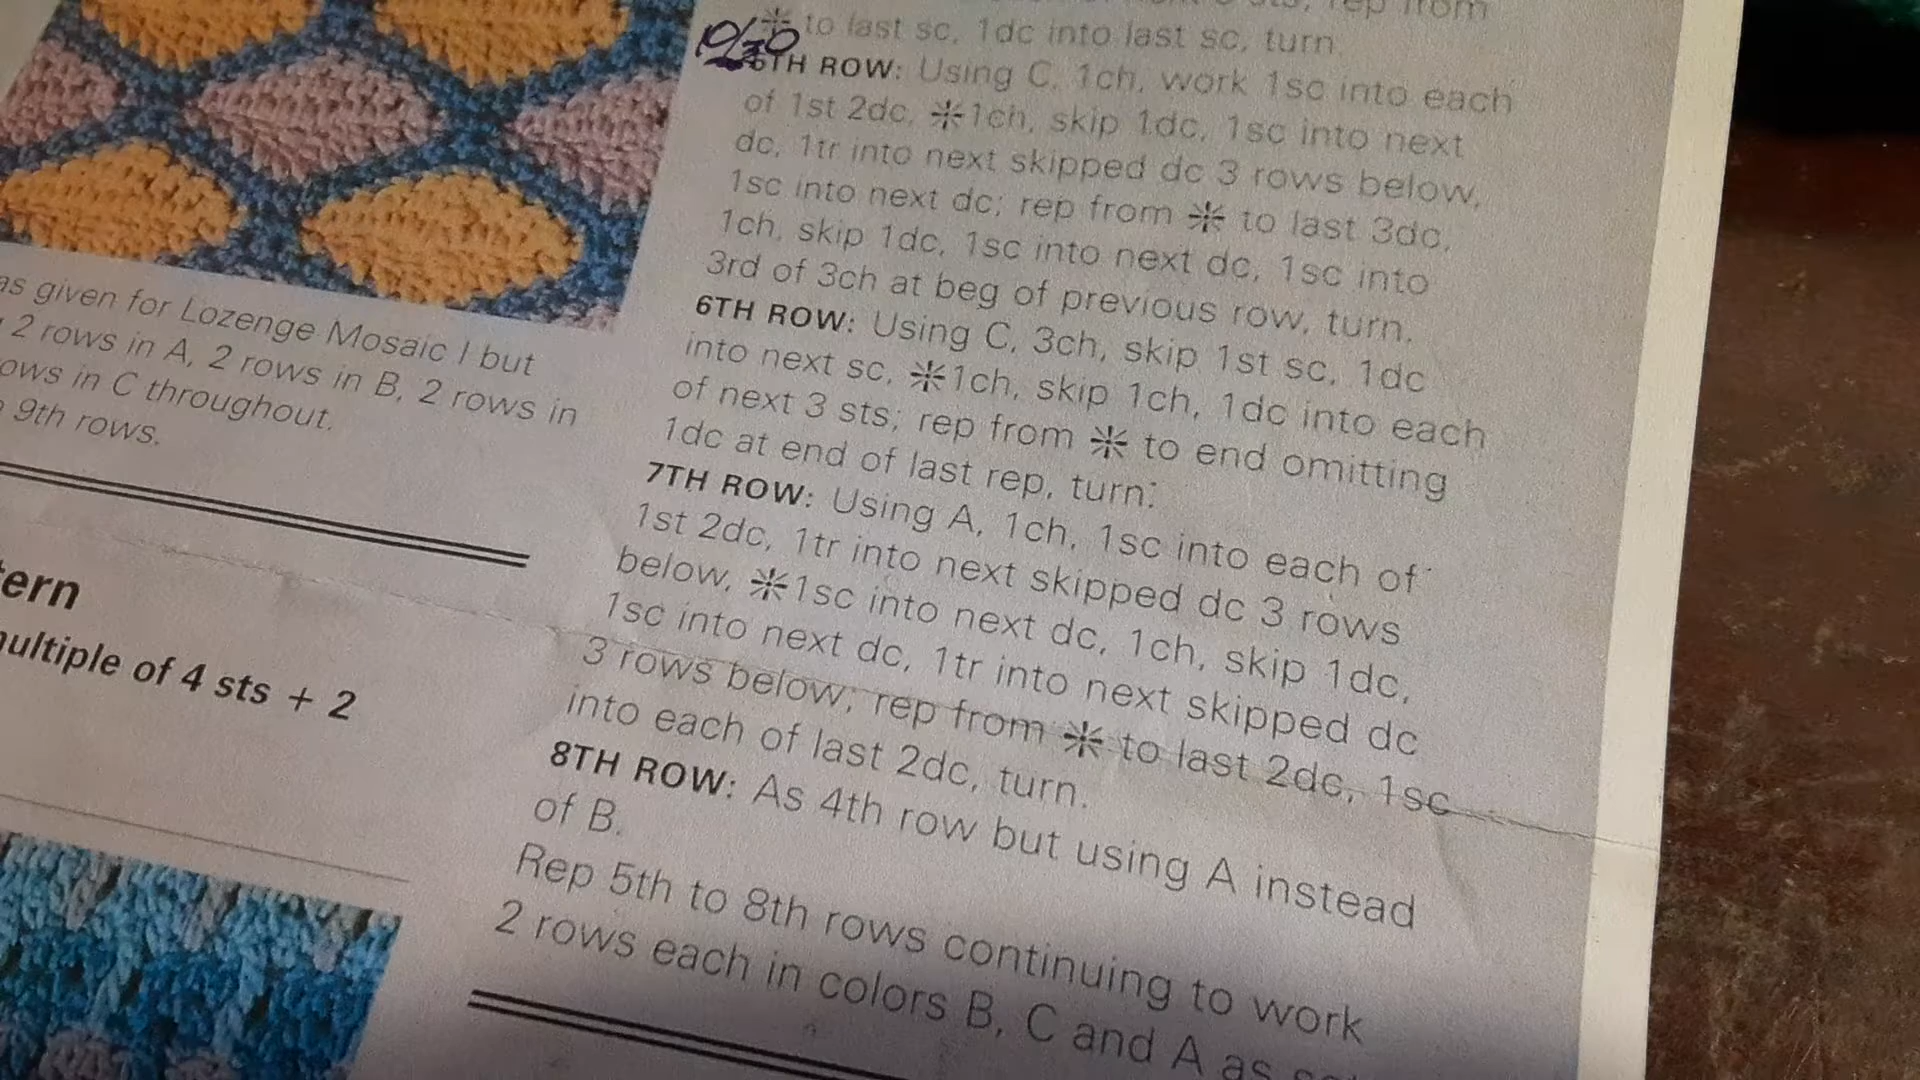 as given for Lozenge Mosaic I but
2 rows in A, 2 rows in B, 2 rows in
rows in C throughout.
9th rows.
ern
multiple of 4 sts + 2
rep from
✳ to last sc, 1dc into last sc, turn.
TH ROW: Using C, 1ch, work 1sc into each
of 1st 2dc, ✳1ch, skip 1dc, 1sc into next
dc, 1tr into next skipped dc 3 rows below,
1sc into next dc; rep from ✳ to last 3dc,
1ch, skip 1dc, 1sc into next dc, 1sc into
3rd of 3ch at beg of previous row, turn.
6TH ROW: Using C, 3ch, skip 1st sc, 1dc
into next sc, ✳1ch, skip 1ch, 1dc into each
of next 3 sts; rep from ✳ to end omitting
1dc at end of last rep, turn.
7TH ROW: Using A, 1ch, 1sc into each of
1st 2dc, 1tr into next skipped dc 3 rows
below, ✳1sc into next dc, 1ch, skip 1dc,
1sc into next dc, 1tr into next skipped dc
3 rows below; rep from ✳ to last 2dc, 1sc
into each of last 2dc, turn.
8TH ROW: As 4th row but using A instead
of B.
Rep 5th to 8th rows continuing to work
2 rows each in colors B, C and A as